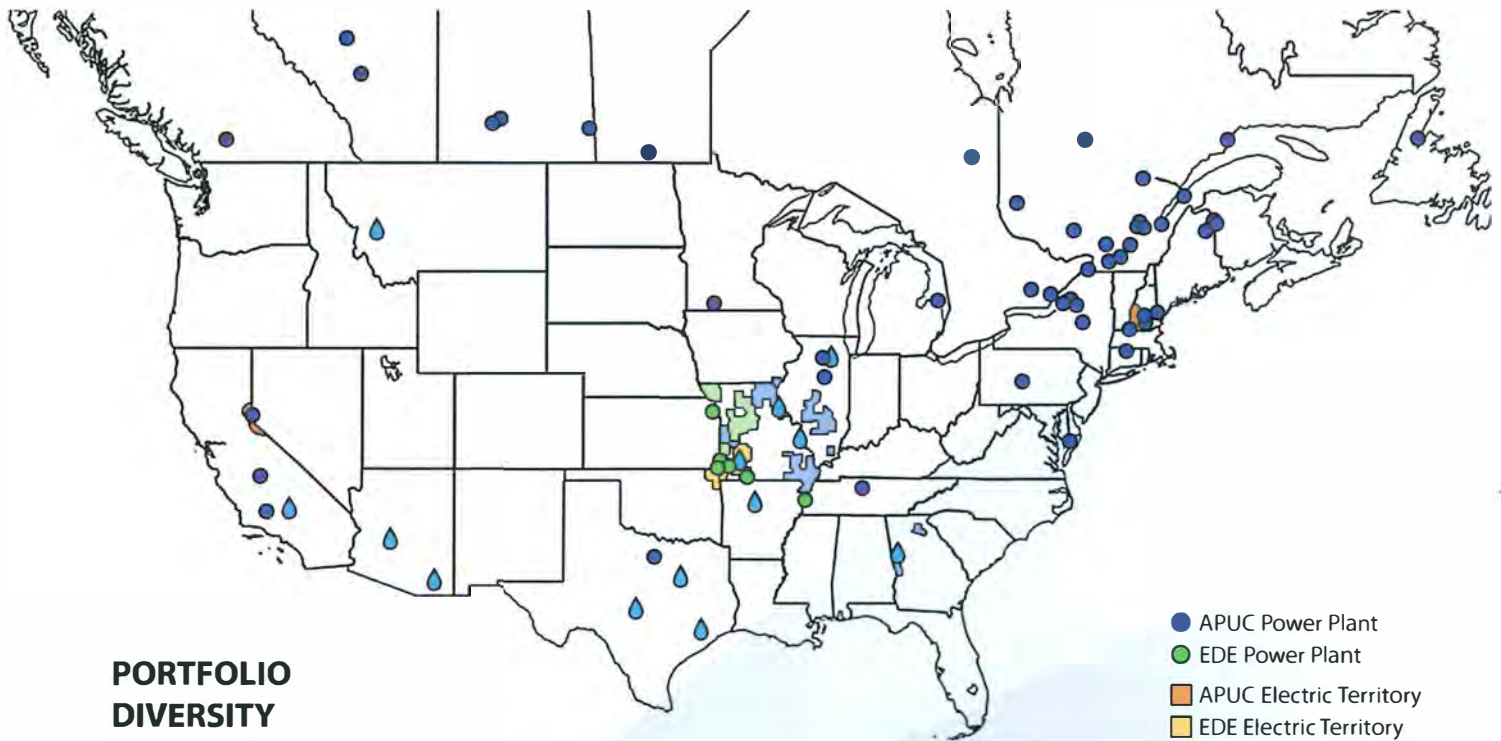 PORTFOLIO
DIVERSITY
APUC Power Plant
EDE Power Plant
APUC Electric Territory
EDE Electric Territory